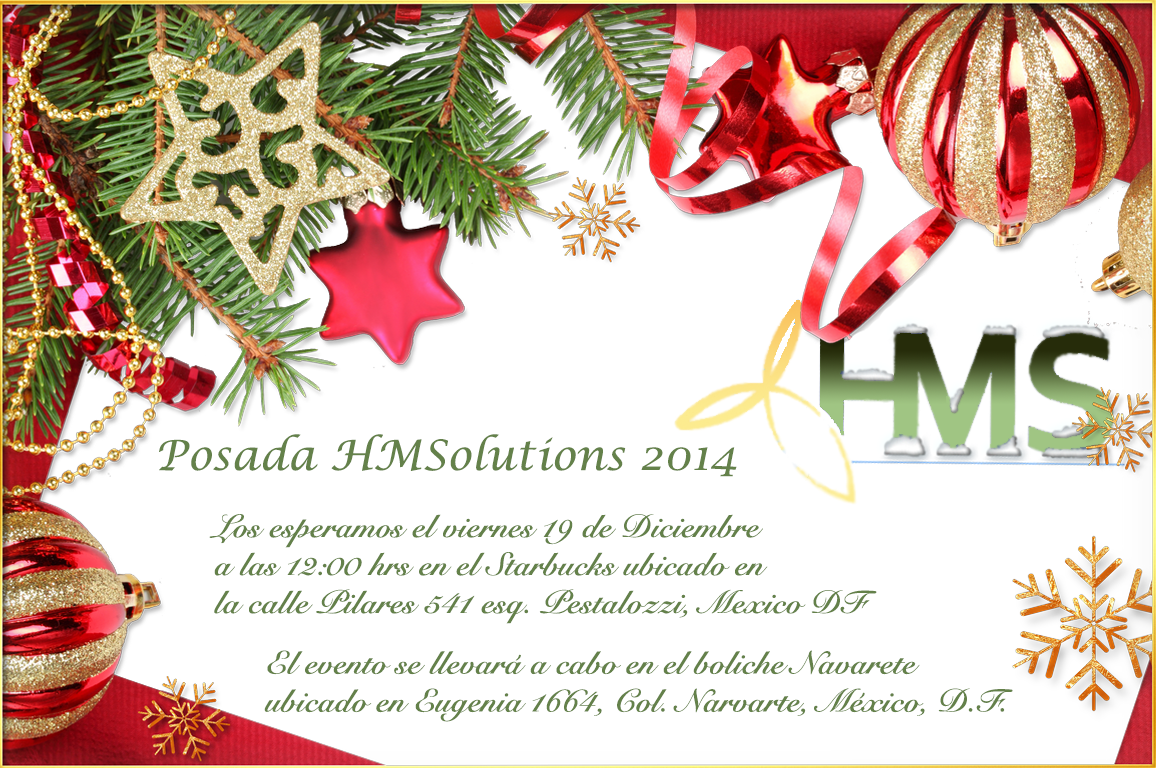 HMS
Posada HMSolutions 2014
Los esperamos el viernes 19 de Diciembre
a las 12:00 hrs en el Starbucks ubicado en
la calle Pilares 541 esq. Pestalozzi, Mexico DF
El evento se llevará a cabo en el boliche Navarete
ubicado en Eugenia 1664, Col. Narvarte, México, D.F.